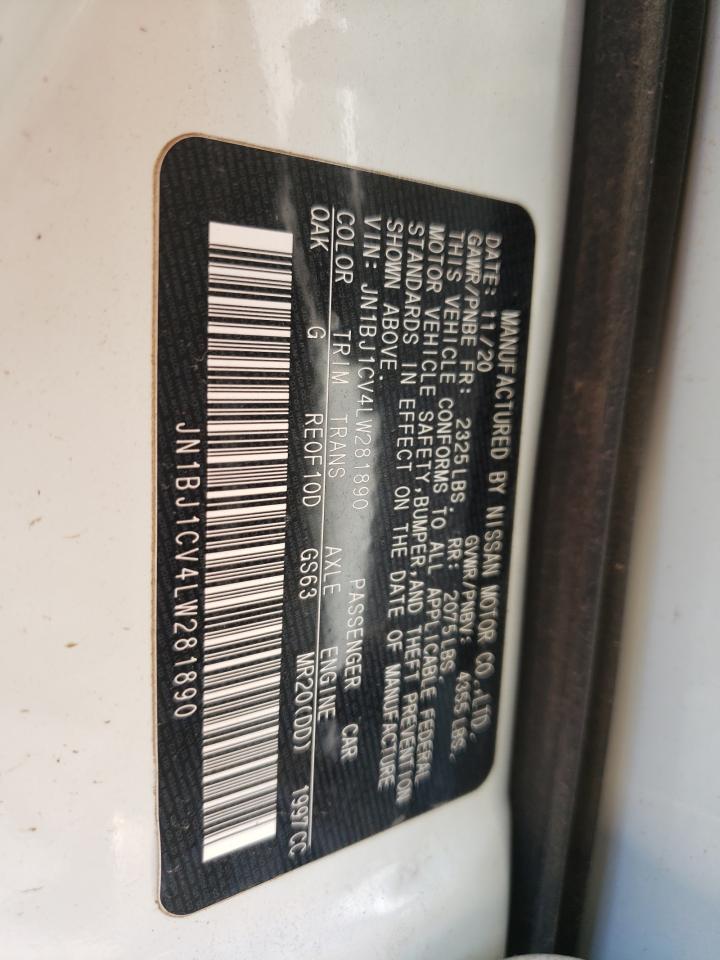 MANUFACTURED BY NISSAN MOTOR CO.,LTD.
DATE: 11/20 GVWR/PNBV: 4355 LBS.
GAWR/PNBE FR: 2325LBS. RR: 2075LBS.
THIS VEHICLE CONFORMS TO ALL APPLICABLE FEDERAL
MOTOR VEHICLE SAFETY,BUMPER,AND THEFT PREVENTION
STANDARDS IN EFFECT ON THE DATE OF MANUFACTURE
SHOWN ABOVE.
VIN: JN1BJ1CV4LW281890 PASSENGER CAR
COLOR TRIM TRANS AXLE ENGINE
QAK G RE0F10D GS63 MR20(DD) 1997CC
JN1BJ1CV4LW281890